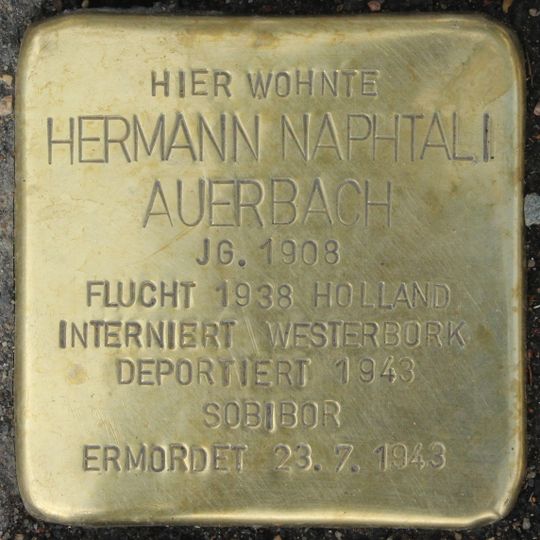 HIER WOHNTE
HERMANN NAPHTALI
AUERBACH
JG. 1908
FLUCHT 1938 HOLLAND
INTERNIERT WESTERBORK
DEPORTIERT 1943
SOBIBOR
ERMORDET 23. 7. 1943